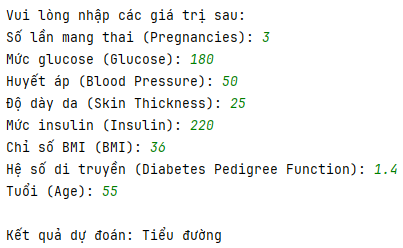 Vui lòng nhập các giá trị sau:
Số lần mang thai (Pregnancies): 3
Mức glucose (Glucose): 180
Huyết áp (Blood Pressure): 50
Độ dày da (Skin Thickness): 25
Mức insulin (Insulin): 220
Chỉ số BMI (BMI): 36
Hệ số di truyền (Diabetes Pedigree Function): 1.4
Tuổi (Age): 55
Kết quả dự đoán: Tiểu đường